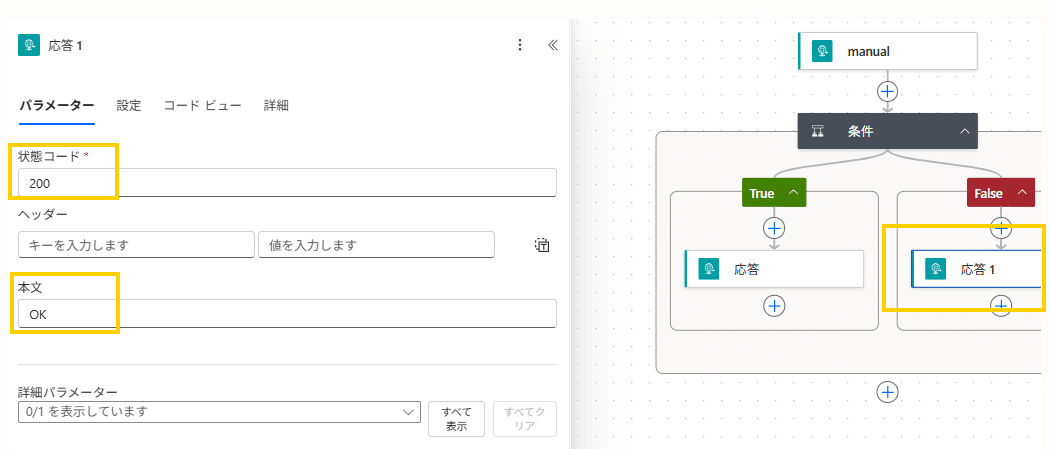 応答 1
パラメーター 設定 コード ビュー 詳細
状態コード *
200
ヘッダー
キーを入力します 値を入力します
本文
OK
詳細パラメーター
0/1 を表示しています
すべて
表示
すべてク
リア
manual
条件
True
False
応答
応答 1